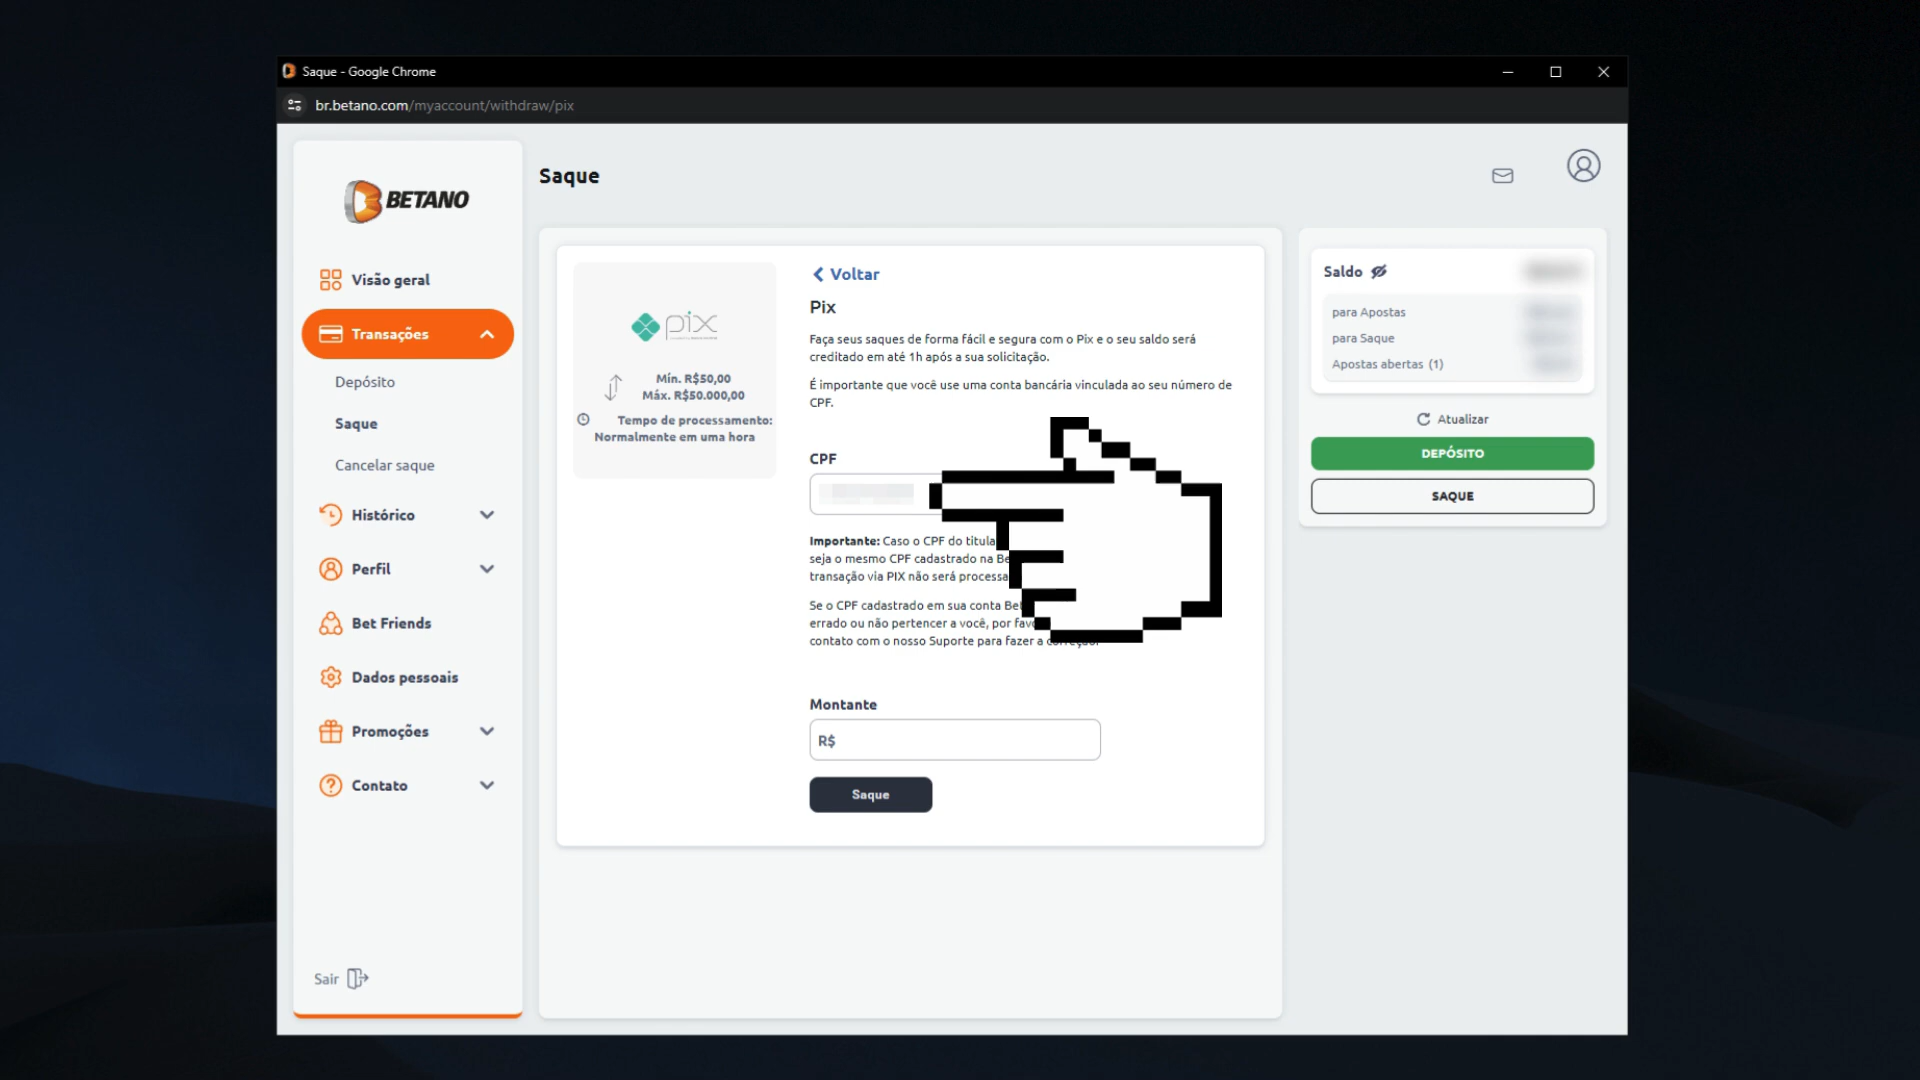 Saque - Google Chrome
br.betano.com/myaccount/withdraw/pix
BETANO
Visão geral
Transações
Depósito
Saque
Cancelar saque
Histórico
Perfil
Bet Friends
Dados pessoais
Promoções
Contato
Sair
Saque
pix
Mín. R$50,00
Máx. R$50.000,00
Tempo de processamento:
Normalmente em uma hora
Voltar
Pix
Faça seus saques de forma fácil e segura com o Pix e o seu saldo será
creditado em até 1h após a sua solicitação.
É importante que você use uma conta bancária vinculada ao seu número de
CPF.
CPF
Importante: Caso o CPF do titula
seja o mesmo CPF cadastrado na Be
transação via PIX não será processa
Se o CPF cadastrado em sua conta Bet
errado ou não pertencer a você, por favo
contato com o nosso Suporte para fazer a correção.
Montante
R$
Saque
Saldo
para Apostas
para Saque
Apostas abertas (1)
Atualizar
DEPÓSITO
SAQUE